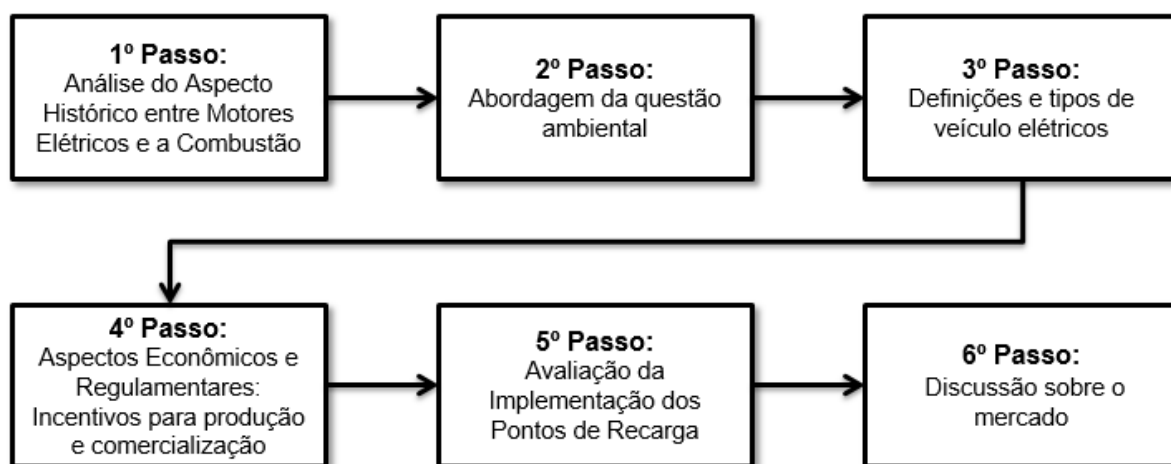 1º Passo:
Análise do Aspecto
Histórico entre Motores
Elétricos e a Combustão
2º Passo:
Abordagem da questão
ambiental
3º Passo:
Definições e tipos de
veículo elétricos
4º Passo:
Aspectos Econômicos e
Regulamentares:
Incentivos para produção
e comercialização
5º Passo:
Avaliação da
Implementação dos
Pontos de Recarga
6º Passo:
Discussão sobre o
mercado